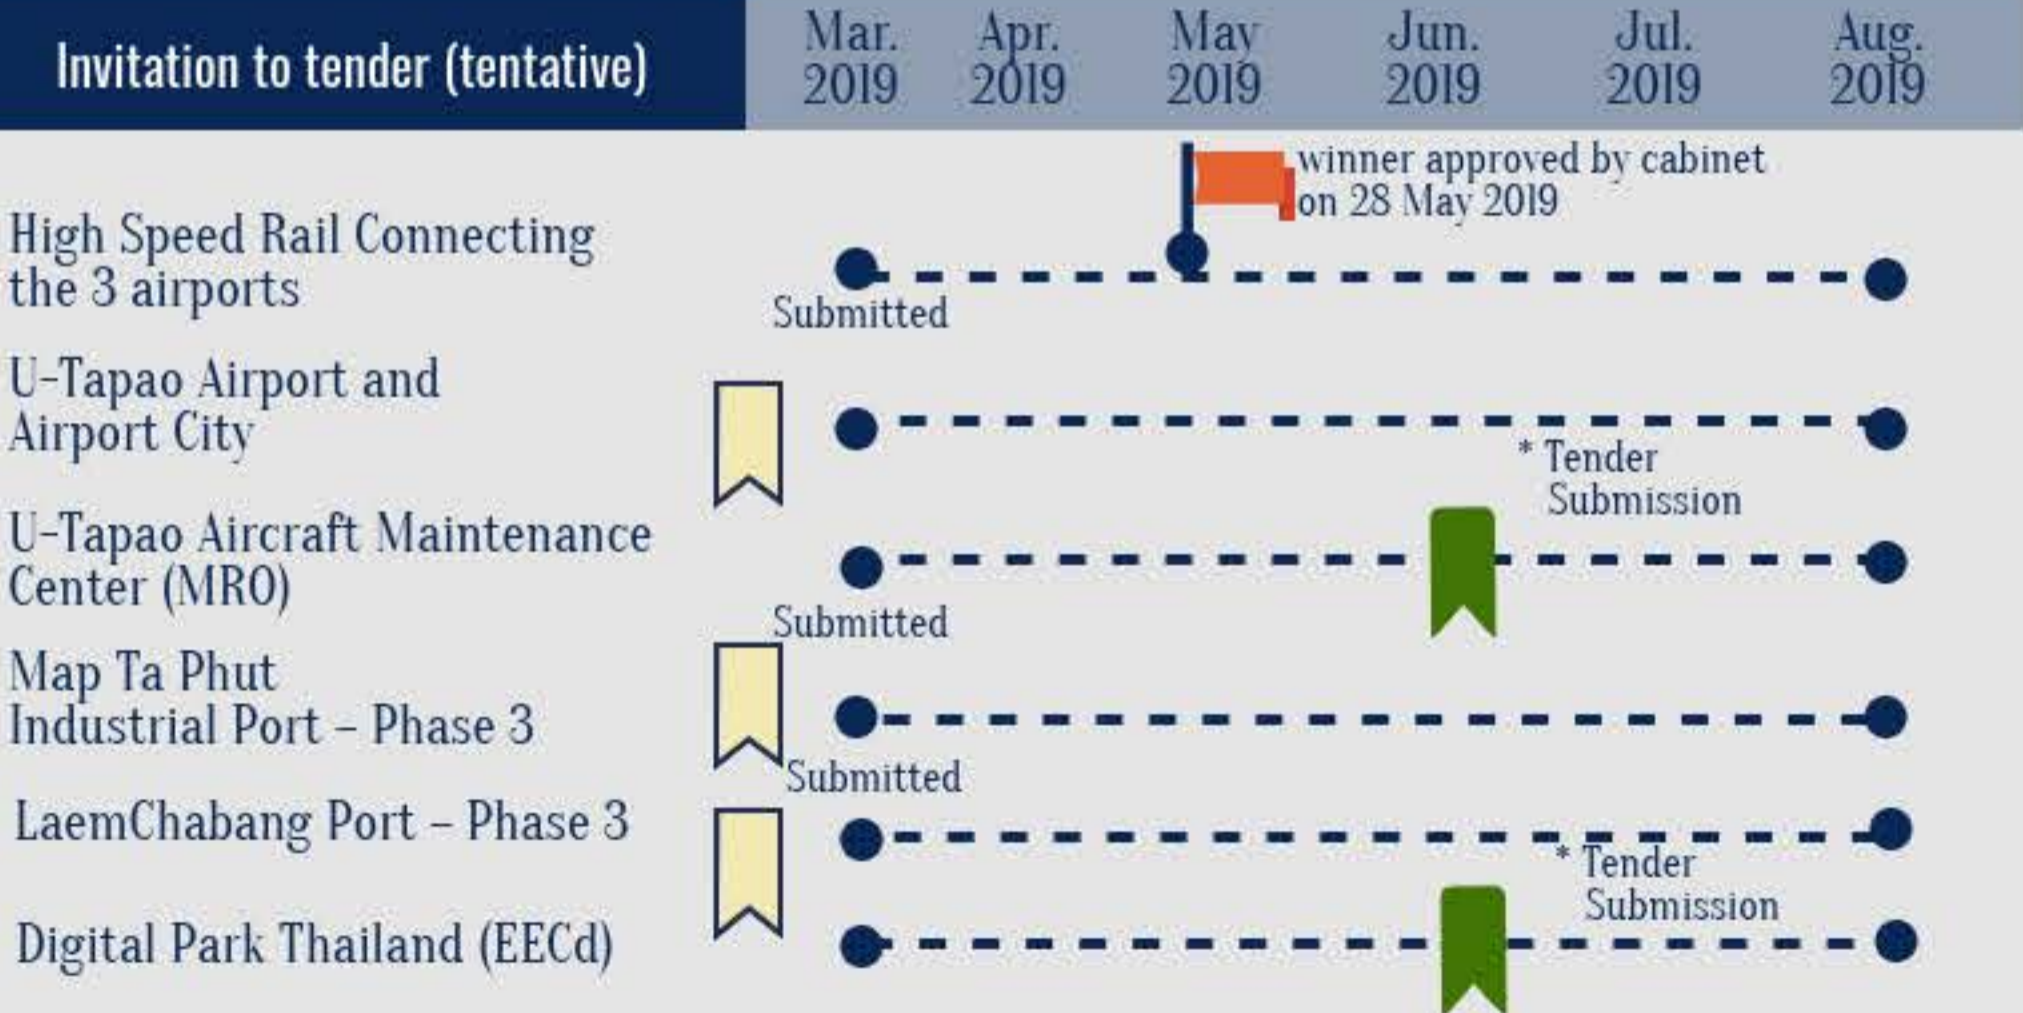 Invitation to tender (tentative)
Mar. 2019
Apr. 2019
May 2019
Jun. 2019
Jul. 2019
Aug. 2019
winner approved by cabinet
on 28 May 2019
High Speed Rail Connecting
the 3 airports
Submitted
U-Tapao Airport and
Airport City
* Tender
Submission
U-Tapao Aircraft Maintenance
Center (MRO)
Submitted
Map Ta Phut
Industrial Port – Phase 3
Submitted
LaemChabang Port – Phase 3
* Tender
Submission
Digital Park Thailand (EECd)